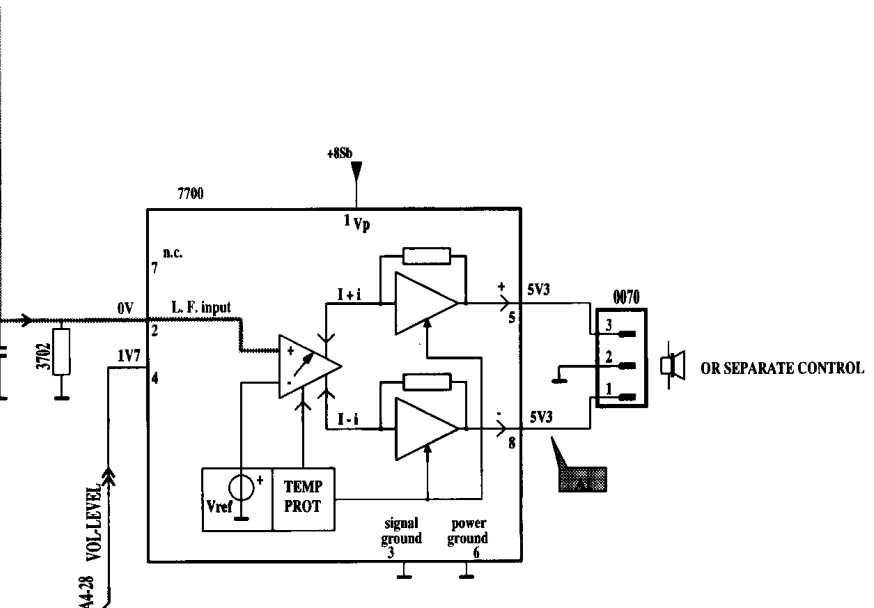 +8Sb
7700
1 Vp
n.c.
7
0V
L. F. input
2
I + i
+
5V3
5
0070
3
2
1
OR SEPARATE CONTROL
3702
1V7
4
+
-
I - i
-
5V3
8
Vref
+
TEMP
PROT
signal
ground
3
power
ground
6
VOL-LEVEL
A4-28